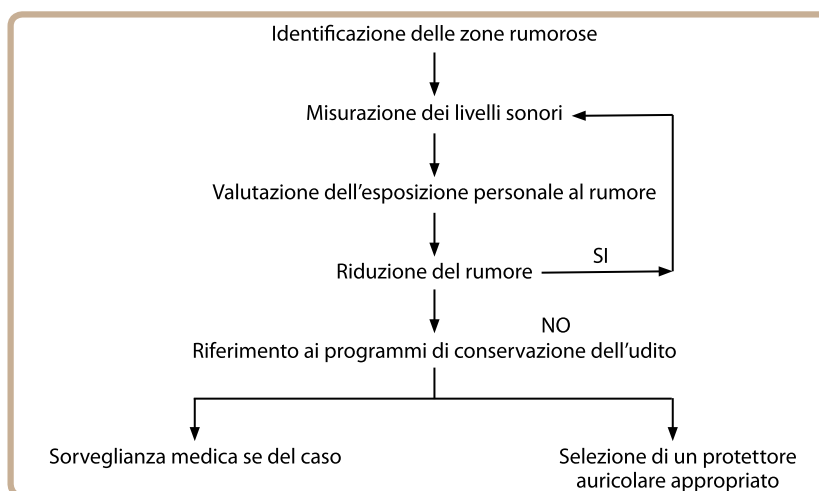 Identificazione delle zone rumorose
Misurazione dei livelli sonori
Valutazione dell'esposizione personale al rumore
SI
Riduzione del rumore
NO
Riferimento ai programmi di conservazione dell'udito
Sorveglianza medica se del caso
Selezione di un protettore
auricolare appropriato